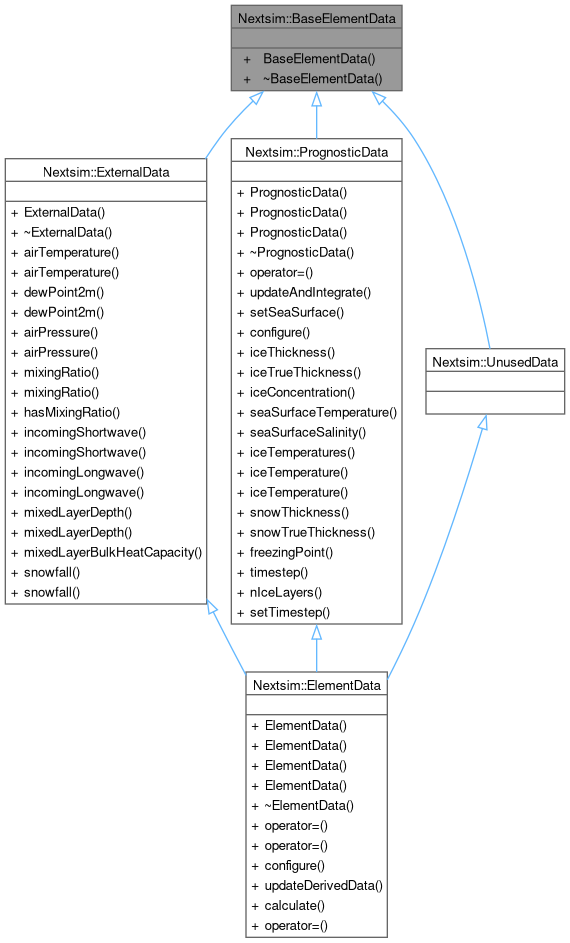 Nextsim::BaseElementData
+ BaseElementData()
+ ~BaseElementData()
Nextsim::ExternalData
+ ExternalData()
+ ~ExternalData()
+ airTemperature()
+ airTemperature()
+ dewPoint2m()
+ dewPoint2m()
+ airPressure()
+ airPressure()
+ mixingRatio()
+ mixingRatio()
+ hasMixingRatio()
+ incomingShortwave()
+ incomingShortwave()
+ incomingLongwave()
+ incomingLongwave()
+ mixedLayerDepth()
+ mixedLayerDepth()
+ mixedLayerBulkHeatCapacity()
+ snowfall()
+ snowfall()
Nextsim::PrognosticData
+ PrognosticData()
+ PrognosticData()
+ PrognosticData()
+ ~PrognosticData()
+ operator=()
+ updateAndIntegrate()
+ setSeaSurface()
+ configure()
+ iceThickness()
+ iceTrueThickness()
+ iceConcentration()
+ seaSurfaceTemperature()
+ seaSurfaceSalinity()
+ iceTemperatures()
+ iceTemperature()
+ iceTemperature()
+ snowThickness()
+ snowTrueThickness()
+ freezingPoint()
+ timestep()
+ nIceLayers()
+ setTimestep()
Nextsim::UnusedData
Nextsim::ElementData
+ ElementData()
+ ElementData()
+ ElementData()
+ ElementData()
+ ~ElementData()
+ operator=()
+ operator=()
+ configure()
+ updateDerivedData()
+ calculate()
+ operator=()